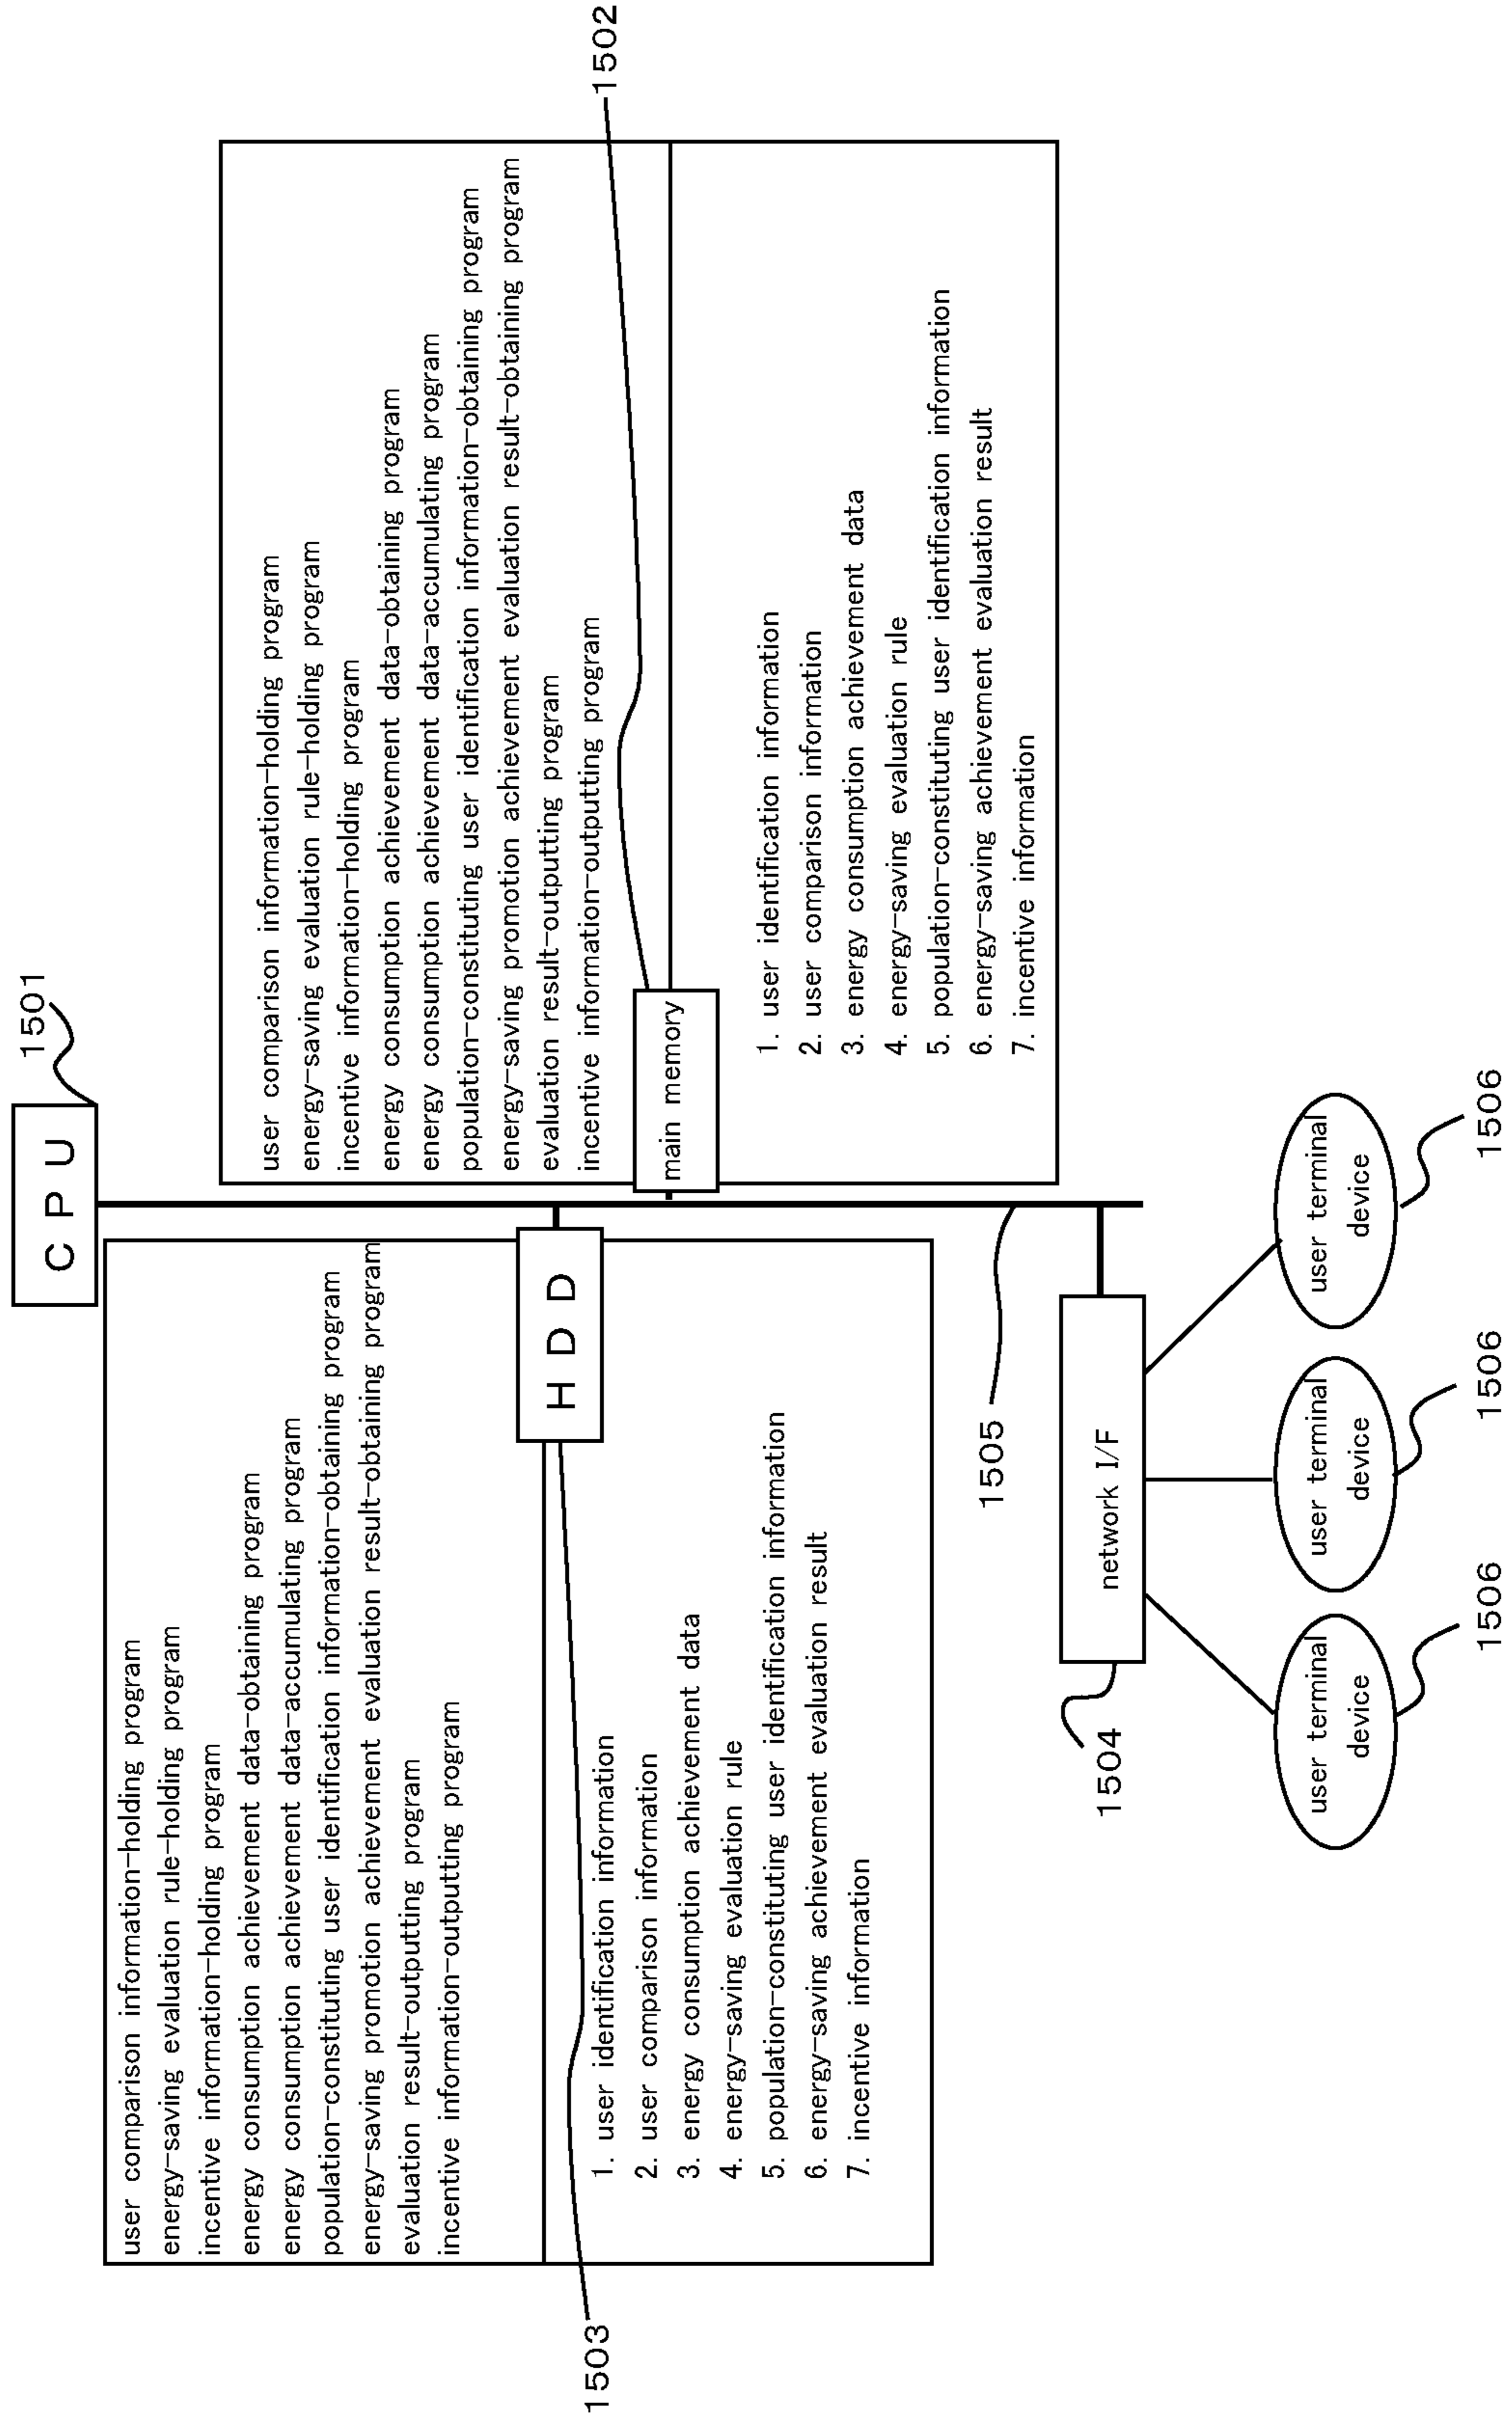 CPU
1501
user comparison information-holding program
energy-saving evaluation rule-holding program
incentive information-holding program
energy consumption achievement data-obtaining program
energy consumption achievement data-accumulating program
population-constituting user identification information-obtaining program
energy-saving promotion achievement evaluation result-obtaining program
evaluation result-outputting program
incentive information-outputting program
HDD
1503
1. user identification information
2. user comparison information
3. energy consumption achievement data
4. energy-saving evaluation rule
5. population-constituting user identification information
6. energy-saving achievement evaluation result
7. incentive information
user comparison information-holding program
energy-saving evaluation rule-holding program
incentive information-holding program
energy consumption achievement data-obtaining program
energy consumption achievement data-accumulating program
population-constituting user identification information-obtaining program
energy-saving promotion achievement evaluation result-obtaining program
evaluation result-outputting program
incentive information-outputting program
main memory
1502
1. user identification information
2. user comparison information
3. energy consumption achievement data
4. energy-saving evaluation rule
5. population-constituting user identification information
6. energy-saving achievement evaluation result
7. incentive information
1505
1504
network I/F
user terminal
device
1506
user terminal
device
1506
user terminal
device
1506